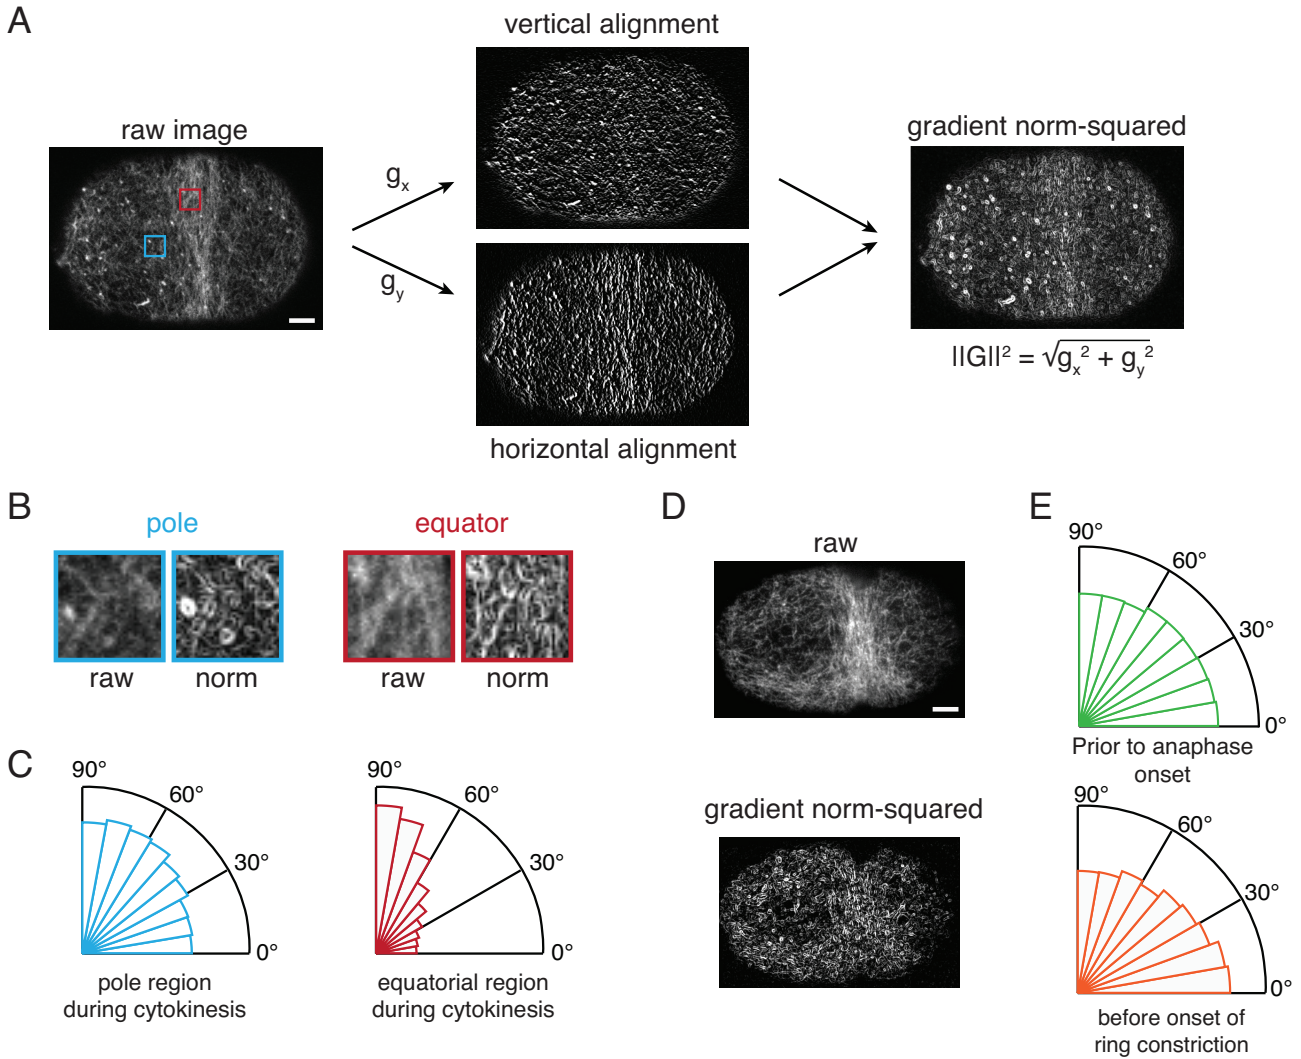 A
vertical alignment
raw image
gradient norm-squared
gx
gy
||G||² = √gx² + gy²
horizontal alignment
B
pole
equator
raw
norm
raw
norm
C
90°
60°
30°
0°
pole region
during cytokinesis
90°
60°
30°
0°
equatorial region
during cytokinesis
D
raw
gradient norm-squared
E
90°
60°
30°
0°
Prior to anaphase
onset
90°
60°
30°
0°
before onset of
ring constriction